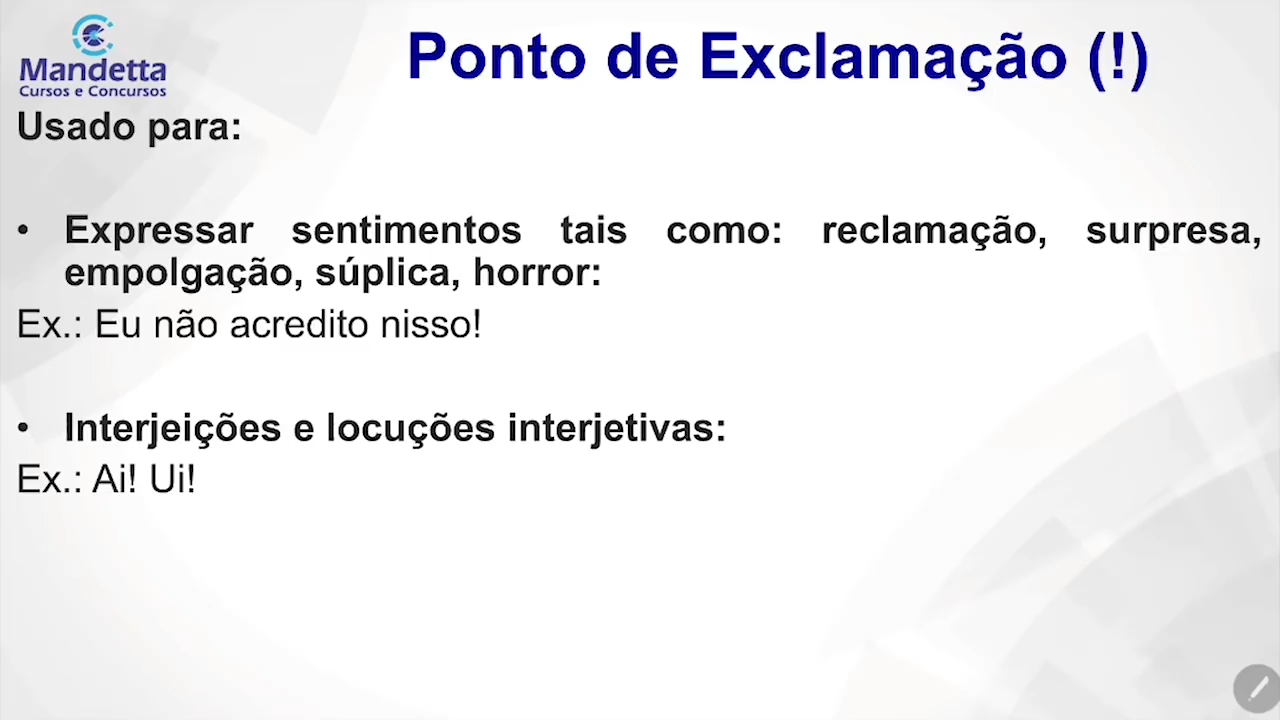 Mandetta
Cursos e Concursos
Ponto de Exclamação (!)
Usado para:
• Expressar sentimentos tais como: reclamação, surpresa,
empolgação, súplica, horror:
Ex.: Eu não acredito nisso!
• Interjeições e locuções interjetivas:
Ex.: Ai! Ui!